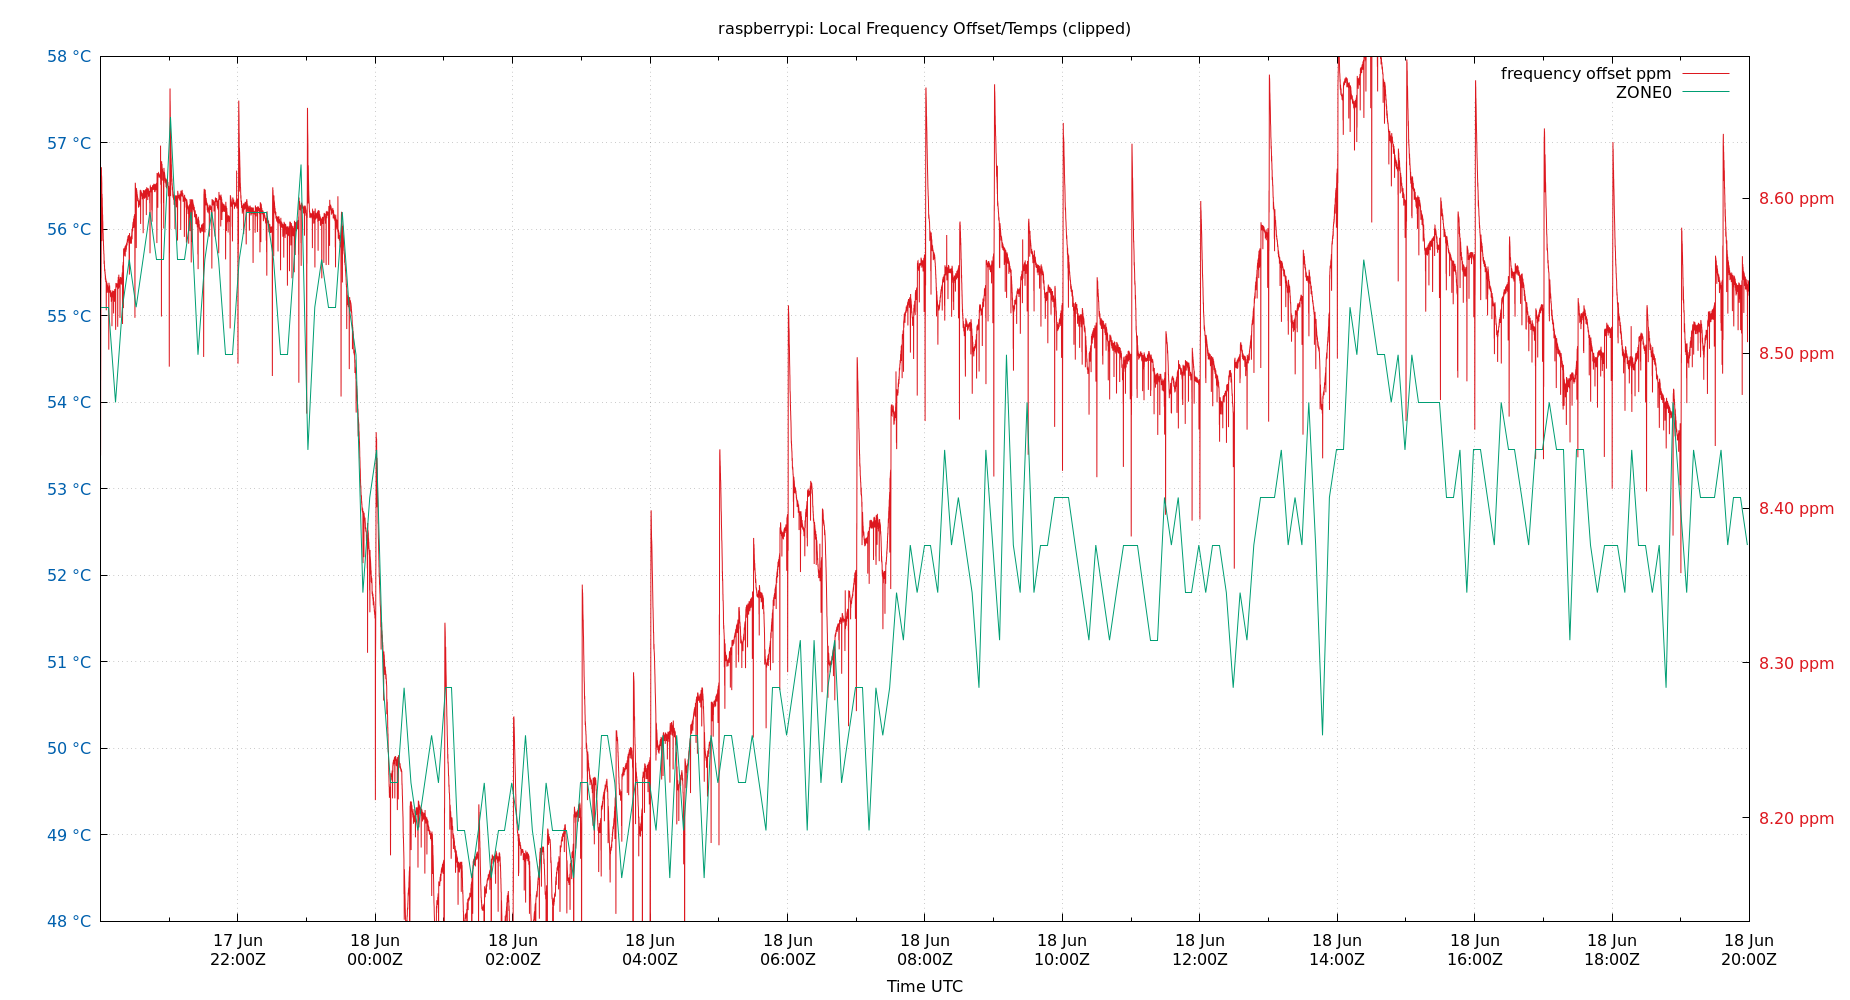 raspberrypi: Local Frequency Offset/Temps (clipped)
frequency offset ppm
ZONE0
58 °C
57 °C
56 °C
55 °C
54 °C
53 °C
52 °C
51 °C
50 °C
49 °C
48 °C
8.60 ppm
8.50 ppm
8.40 ppm
8.30 ppm
8.20 ppm
17 Jun 18 Jun 18 Jun 18 Jun 18 Jun 18 Jun 18 Jun 18 Jun 18 Jun 18 Jun 18 Jun 18 Jun
22:00Z 00:00Z 02:00Z 04:00Z 06:00Z 08:00Z 10:00Z 12:00Z 14:00Z 16:00Z 18:00Z 20:00Z
Time UTC